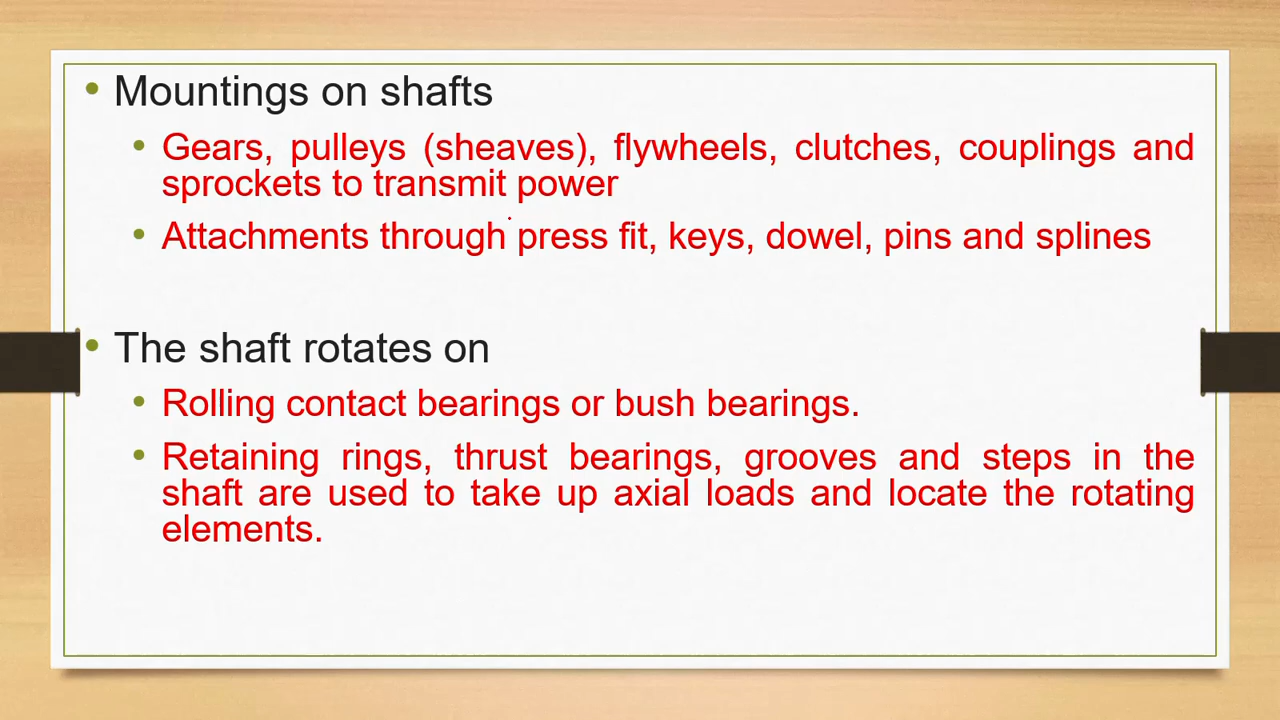 • Mountings on shafts
• Gears, pulleys (sheaves), flywheels, clutches, couplings and
sprockets to transmit power
• Attachments through press fit, keys, dowel, pins and splines
• The shaft rotates on
• Rolling contact bearings or bush bearings.
• Retaining rings, thrust bearings, grooves and steps in the
shaft are used to take up axial loads and locate the rotating
elements.